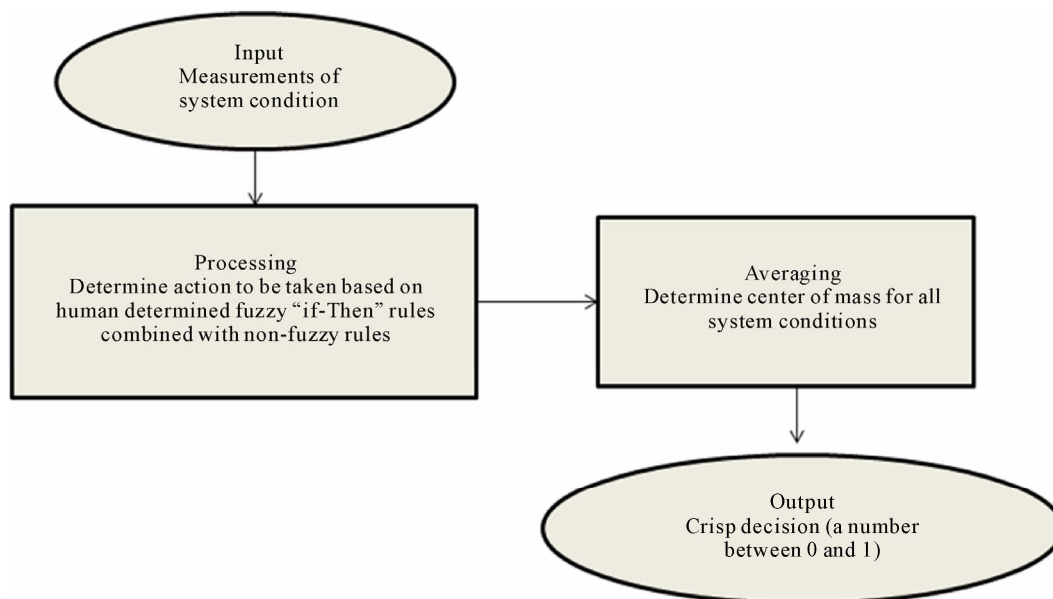 Input
Measurements of
system condition
Processing
Determine action to be taken based on
human determined fuzzy “if-Then” rules
combined with non-fuzzy rules
Averaging
Determine center of mass for all
system conditions
Output
Crisp decision (a number
between 0 and 1)